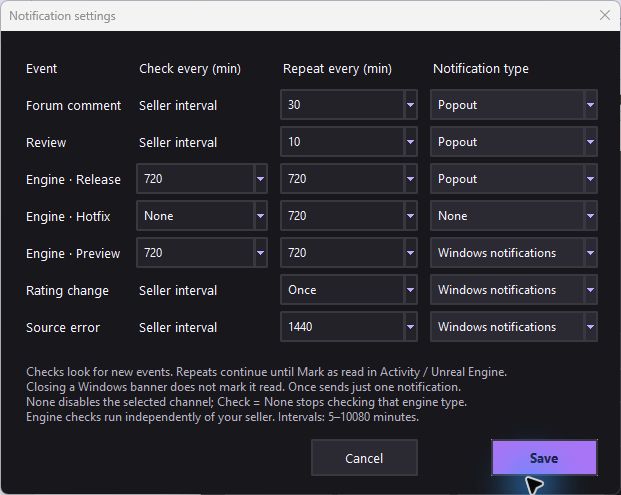 Notification settings
Event Check every (min) Repeat every (min) Notification type
Forum comment Seller interval 30 Popout
Review Seller interval 10 Popout
Engine · Release 720 720 Popout
Engine · Hotfix None 720 None
Engine · Preview 720 720 Windows notifications
Rating change Seller interval Once Windows notifications
Source error Seller interval 1440 Windows notifications
Checks look for new events. Repeats continue until Mark as read in Activity / Unreal Engine.
Closing a Windows banner does not mark it read. Once sends just one notification.
None disables the selected channel; Check = None stops checking that engine type.
Engine checks run independently of your seller. Intervals: 5–10080 minutes.
Cancel Save